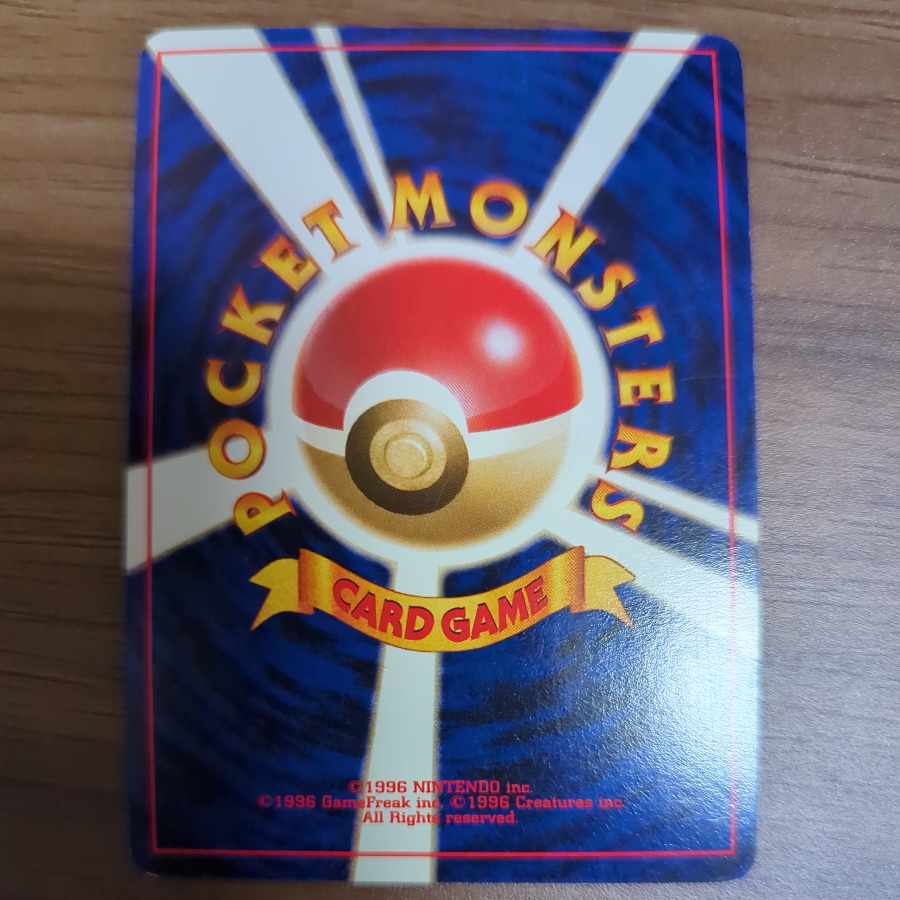 POCKET MONSTERS
CARD GAME
©1996 NINTENDO inc.
©1996 GameFreak inc. ©1996 Creatures inc.
All Rights reserved.